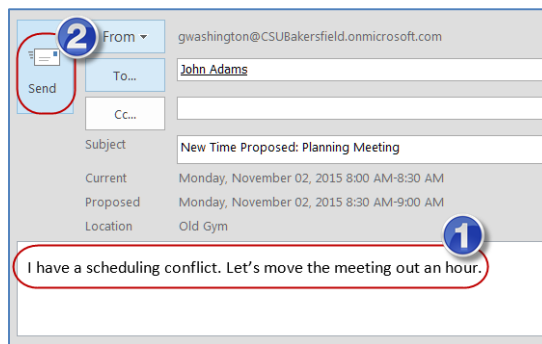 2
From
gwashington@CSUBakersfield.onmicrosoft.com
Send
To...
John Adams
Cc...
Subject
New Time Proposed: Planning Meeting
Current
Monday, November 02, 2015 8:00 AM-8:30 AM
Proposed
Monday, November 02, 2015 8:30 AM-9:00 AM
Location
Old Gym
1
I have a scheduling conflict. Let's move the meeting out an hour.